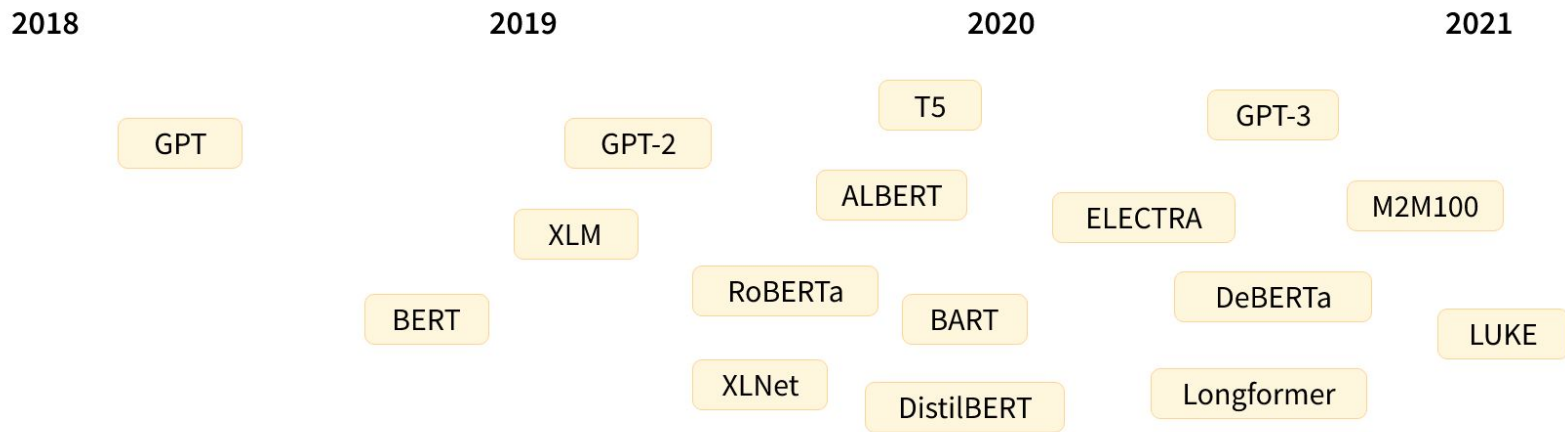 2018 2019 2020 2021
T5
GPT-3
GPT GPT-2
ALBERT
M2M100
ELECTRA
XLM
RoBERTa
DeBERTa
BERT BART
LUKE
XLNet
Longformer
DistilBERT